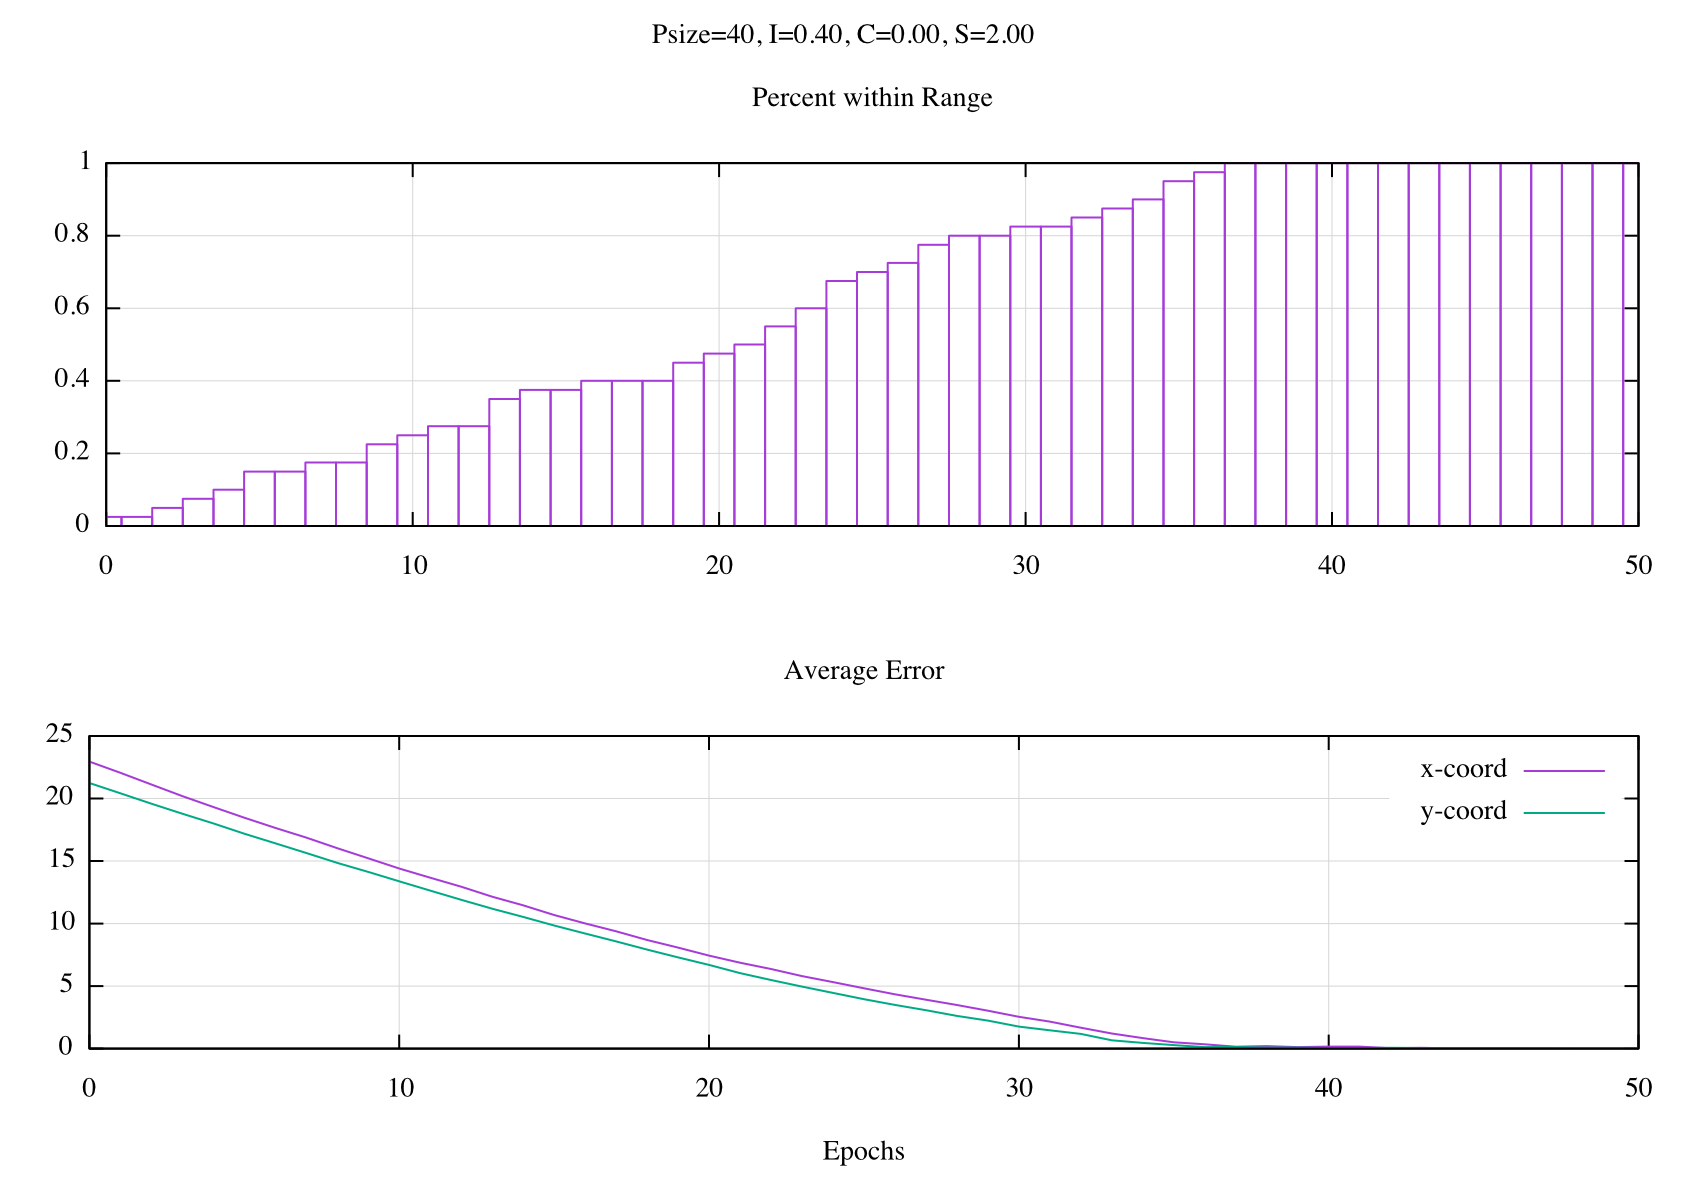 Psize=40, I=0.40, C=0.00, S=2.00
Percent within Range
1
0.8
0.6
0.4
0.2
0
0 10 20 30 40 50
Average Error
25
20
15
10
5
0
x-coord
y-coord
0 10 20 30 40 50
Epochs